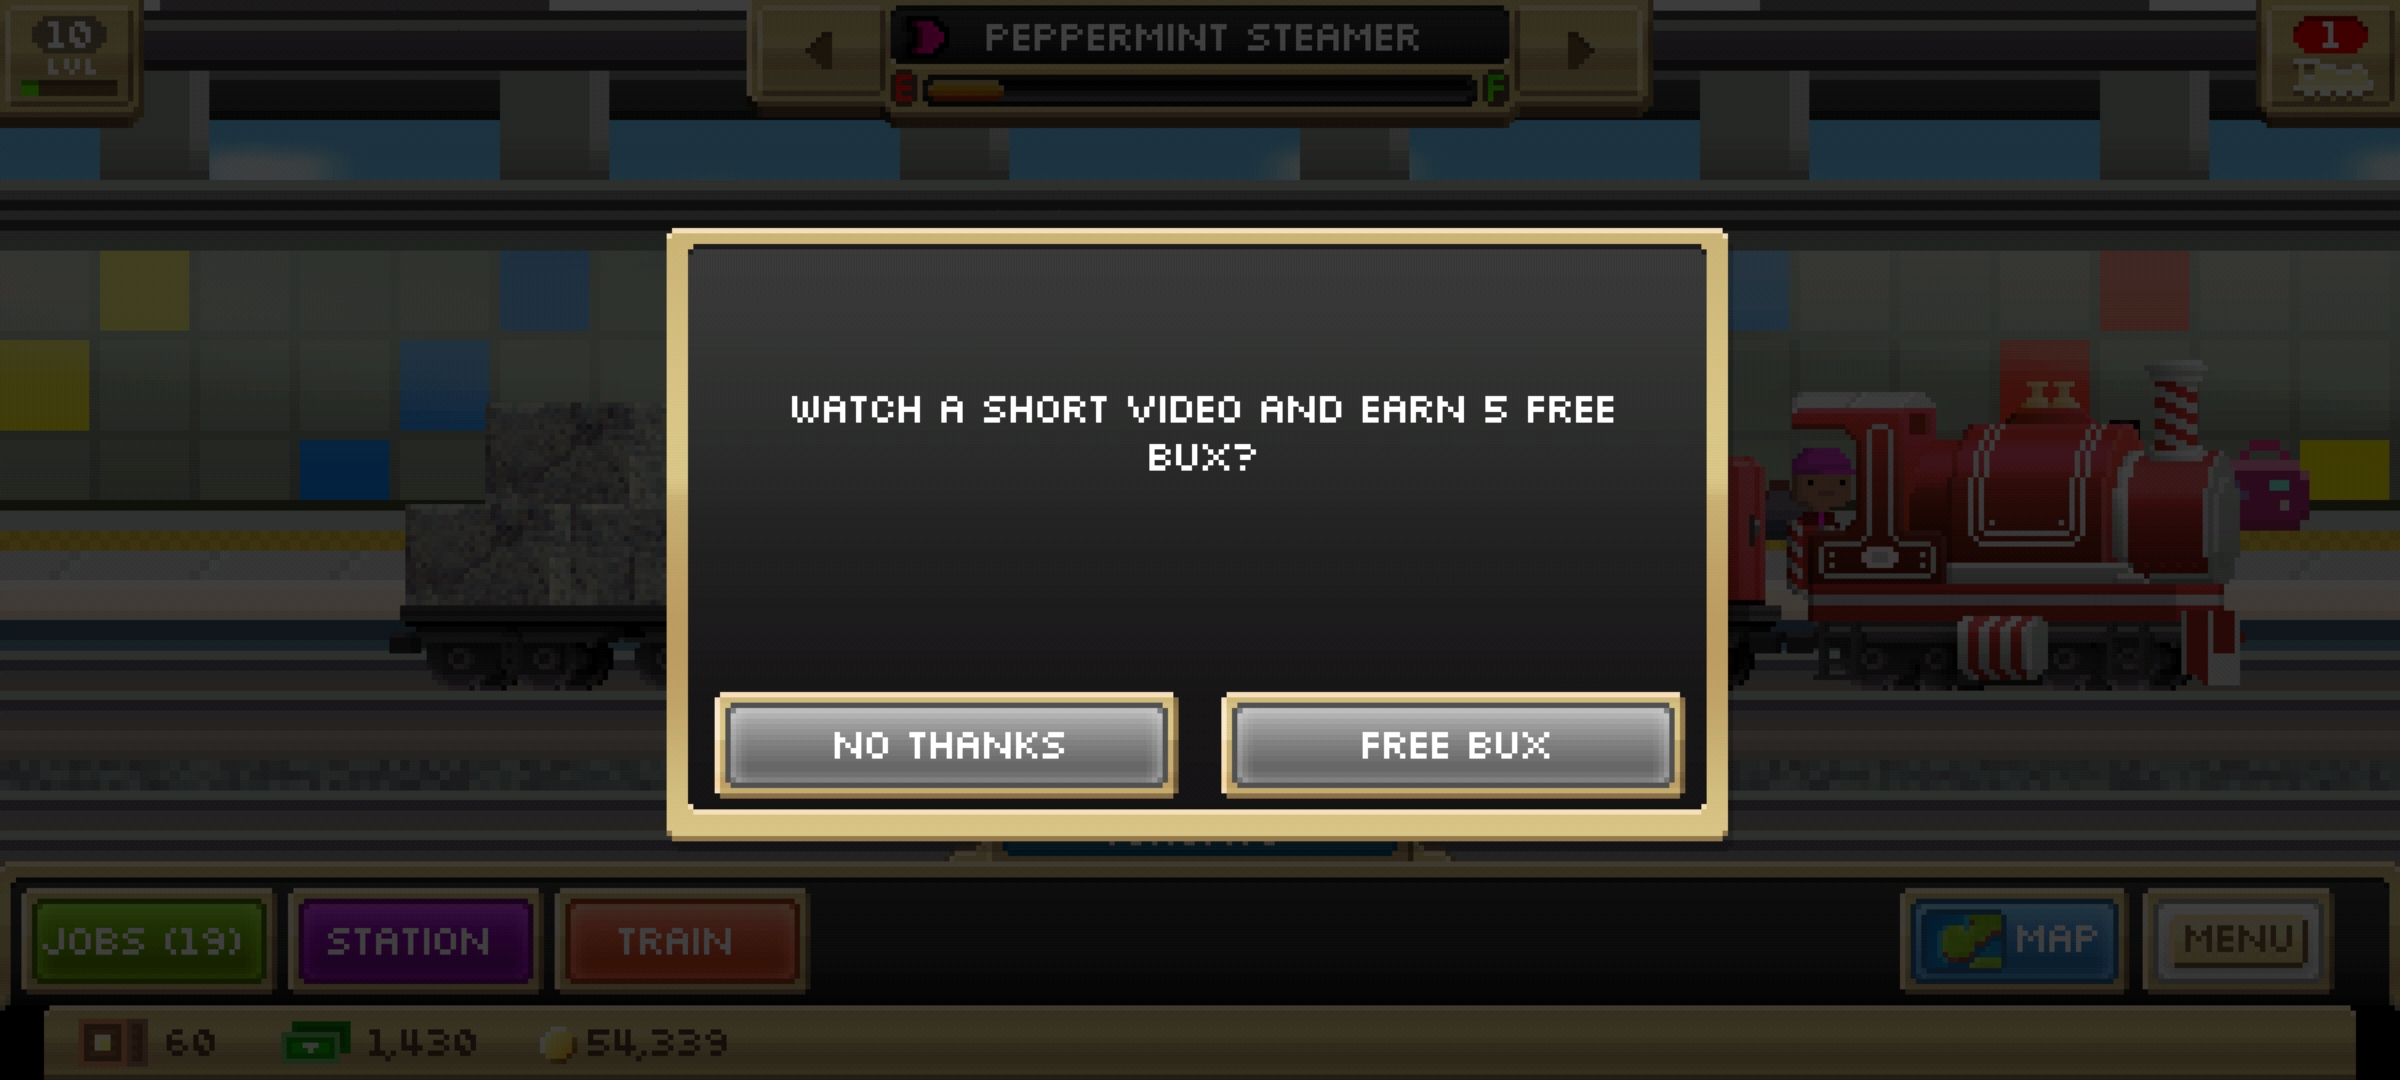 10
LVL
PEPPERMINT STEAMER
E F
1
WATCH A SHORT VIDEO AND EARN 5 FREE
BUX?
NO THANKS
FREE BUX
JOBS (19)
STATION
TRAIN
MAP
MENU
60
1,430
54,339